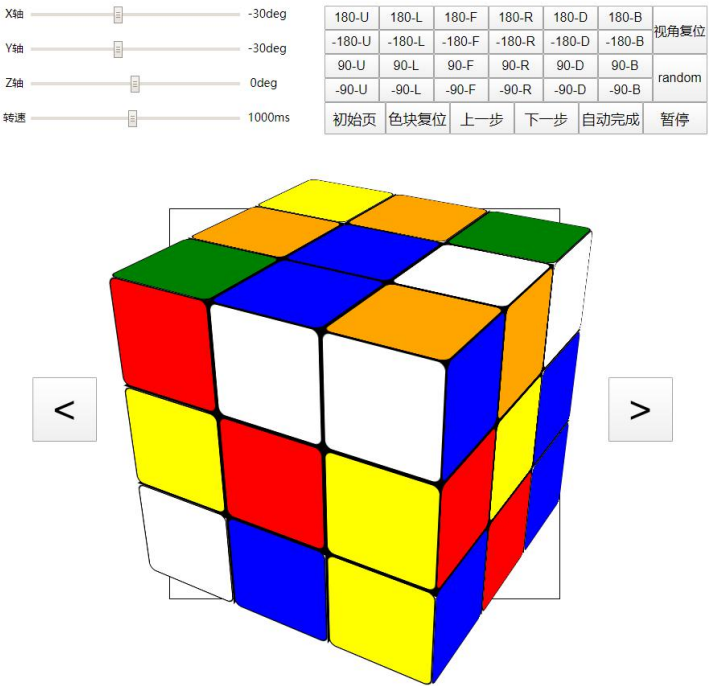 X轴 -30deg
Y轴 -30deg
Z轴 0deg
转速 1000ms
180-U 180-L 180-F 180-R 180-D 180-B 视角复位
-180-U -180-L -180-F -180-R -180-D -180-B
90-U 90-L 90-F 90-R 90-D 90-B random
-90-U -90-L -90-F -90-R -90-D -90-B
初始页 色块复位 上一步 下一步 自动完成 暂停
< >